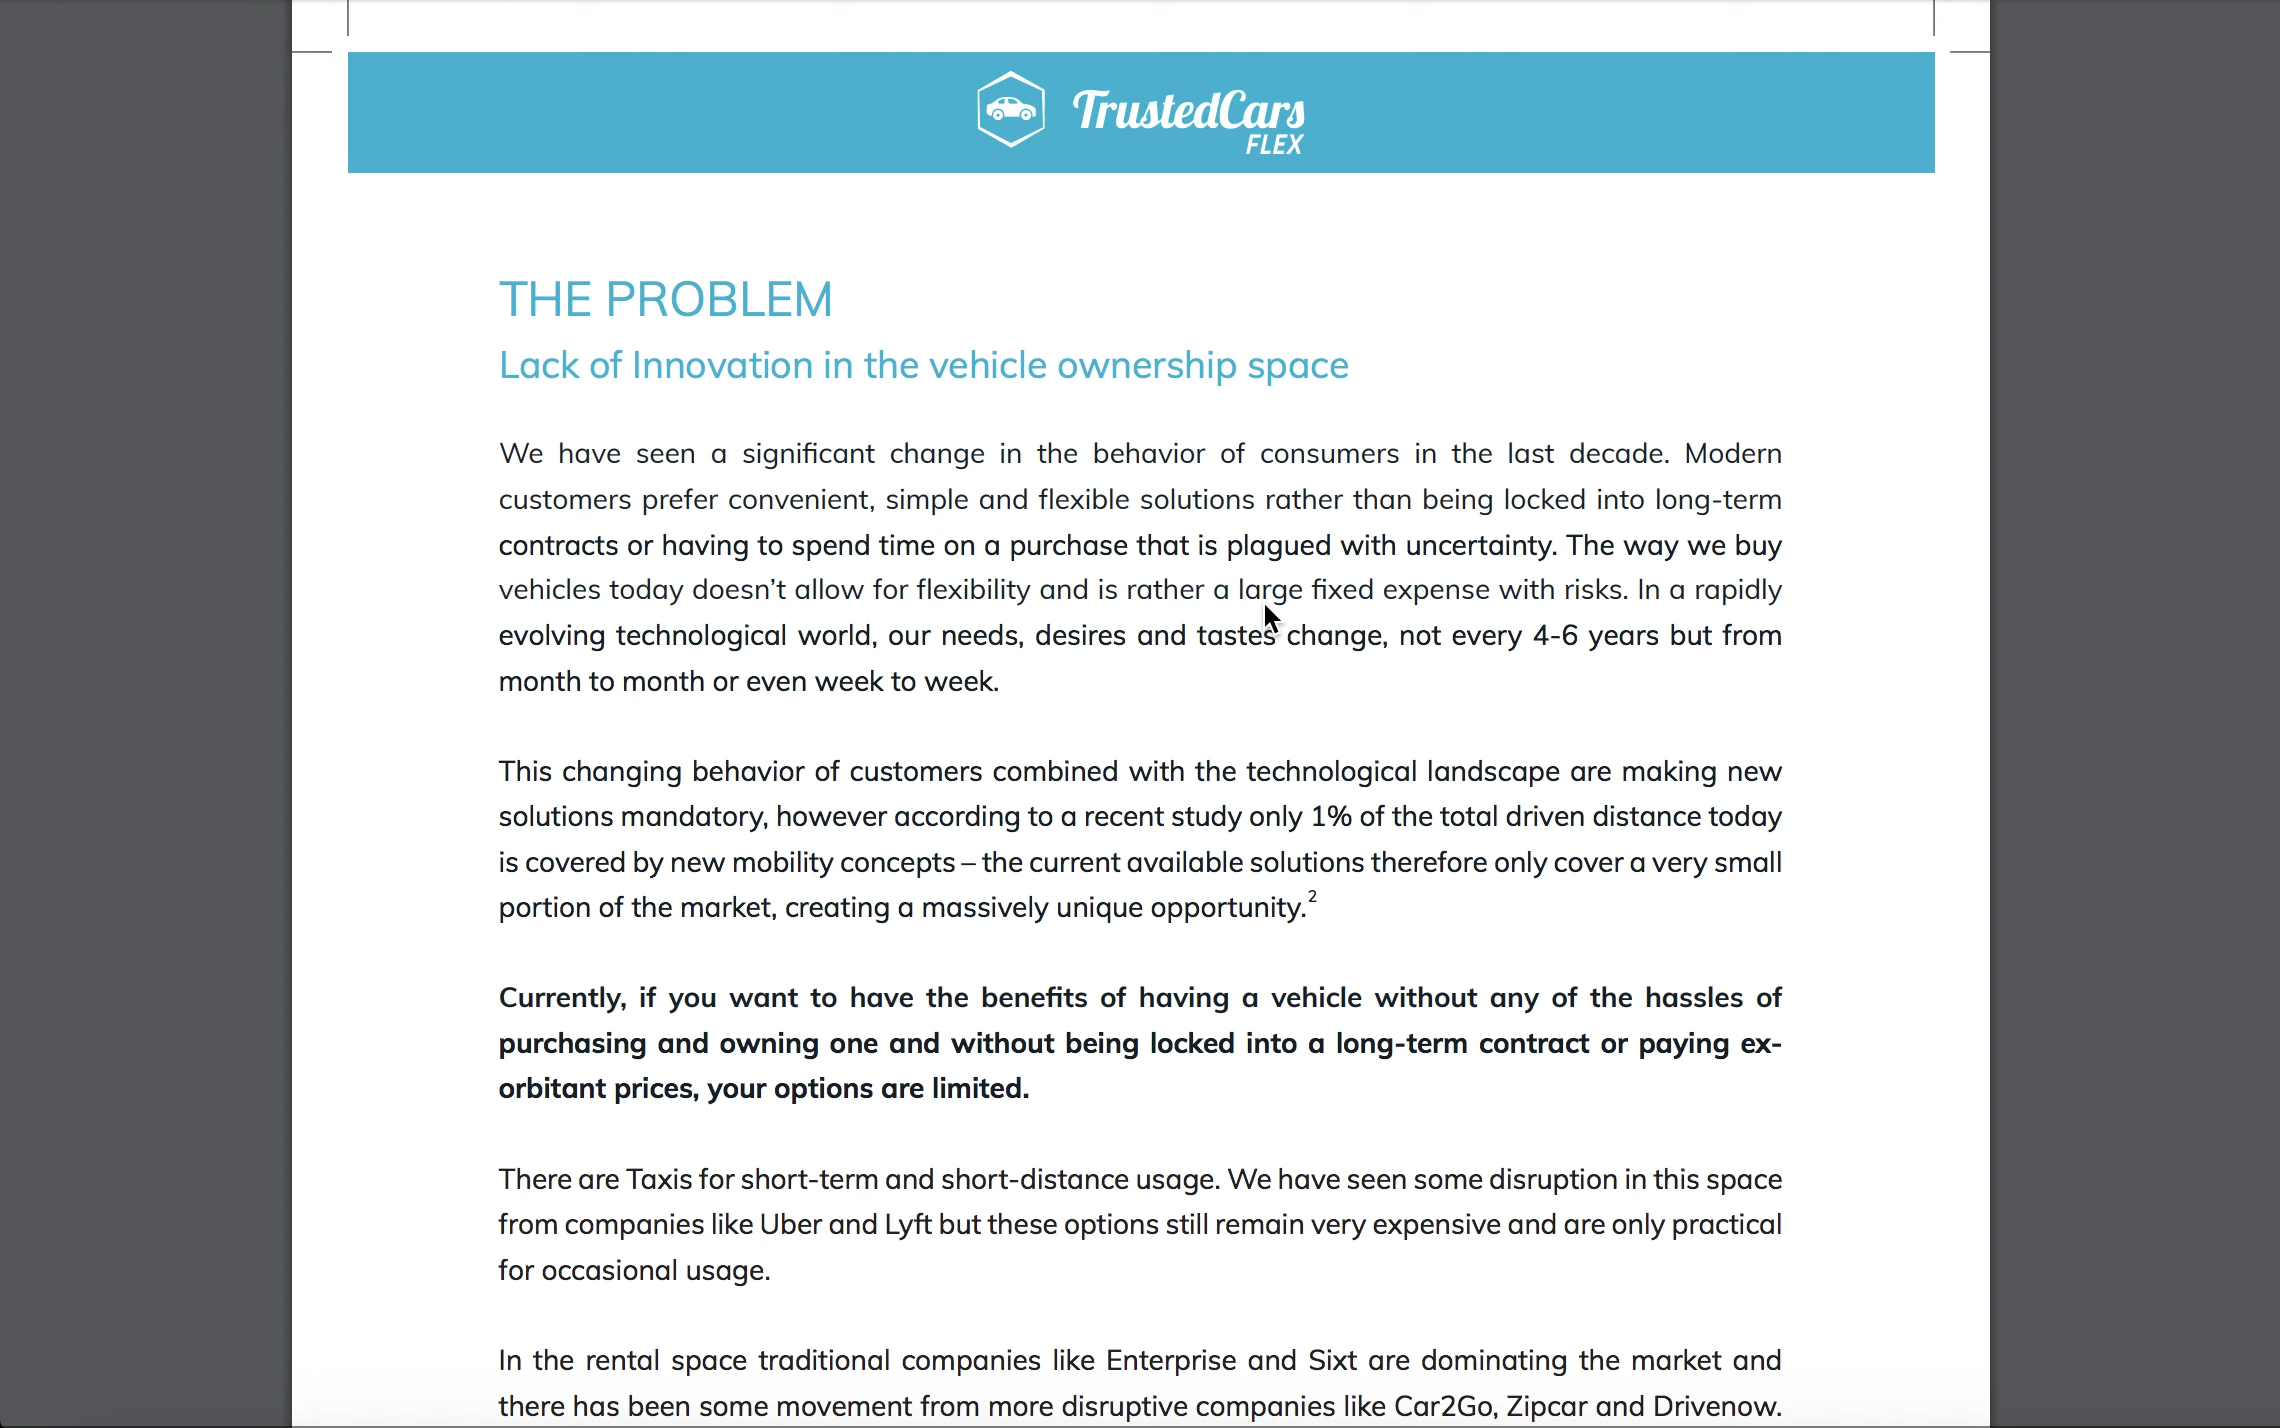 TrustedCars
FLEX
THE PROBLEM
Lack of Innovation in the vehicle ownership space
We have seen a significant change in the behavior of consumers in the last decade. Modern
customers prefer convenient, simple and flexible solutions rather than being locked into long-term
contracts or having to spend time on a purchase that is plagued with uncertainty. The way we buy
vehicles today doesn’t allow for flexibility and is rather a large fixed expense with risks. In a rapidly
evolving technological world, our needs, desires and tastes change, not every 4-6 years but from
month to month or even week to week.
This changing behavior of customers combined with the technological landscape are making new
solutions mandatory, however according to a recent study only 1% of the total driven distance today
is covered by new mobility concepts – the current available solutions therefore only cover a very small
portion of the market, creating a massively unique opportunity.2
Currently, if you want to have the benefits of having a vehicle without any of the hassles of
purchasing and owning one and without being locked into a long-term contract or paying ex-
orbitant prices, your options are limited.
There are Taxis for short-term and short-distance usage. We have seen some disruption in this space
from companies like Uber and Lyft but these options still remain very expensive and are only practical
for occasional usage.
In the rental space traditional companies like Enterprise and Sixt are dominating the market and
there has been some movement from more disruptive companies like Car2Go, Zipcar and Drivenow.